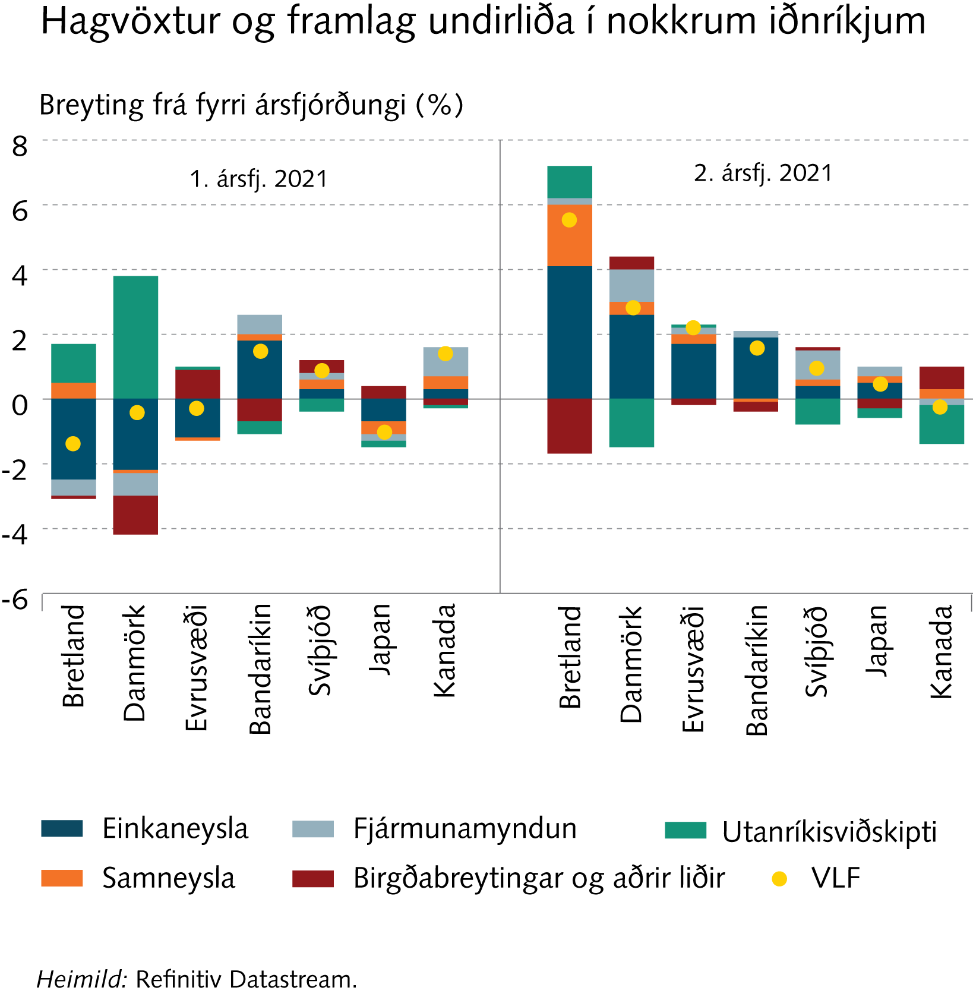 Hagvöxtur og framlag undirliða í nokkrum iðnríkjum
Breyting frá fyrri ársfjórðungi (%)
8
6
4
2
0
-2
-4
-6
1. ársfj. 2021
2. ársfj. 2021
Bretland
Danmörk
Evrusvæði
Bandaríkin
Svíþjóð
Japan
Kanada
Bretland
Danmörk
Evrusvæði
Bandaríkin
Svíþjóð
Japan
Kanada
Einkaneysla
Fjármunamyndun
Utanríkisviðskipti
Samneysla
Birgðabreytingar og aðrir liðir
VLF
Heimild: Refinitiv Datastream.